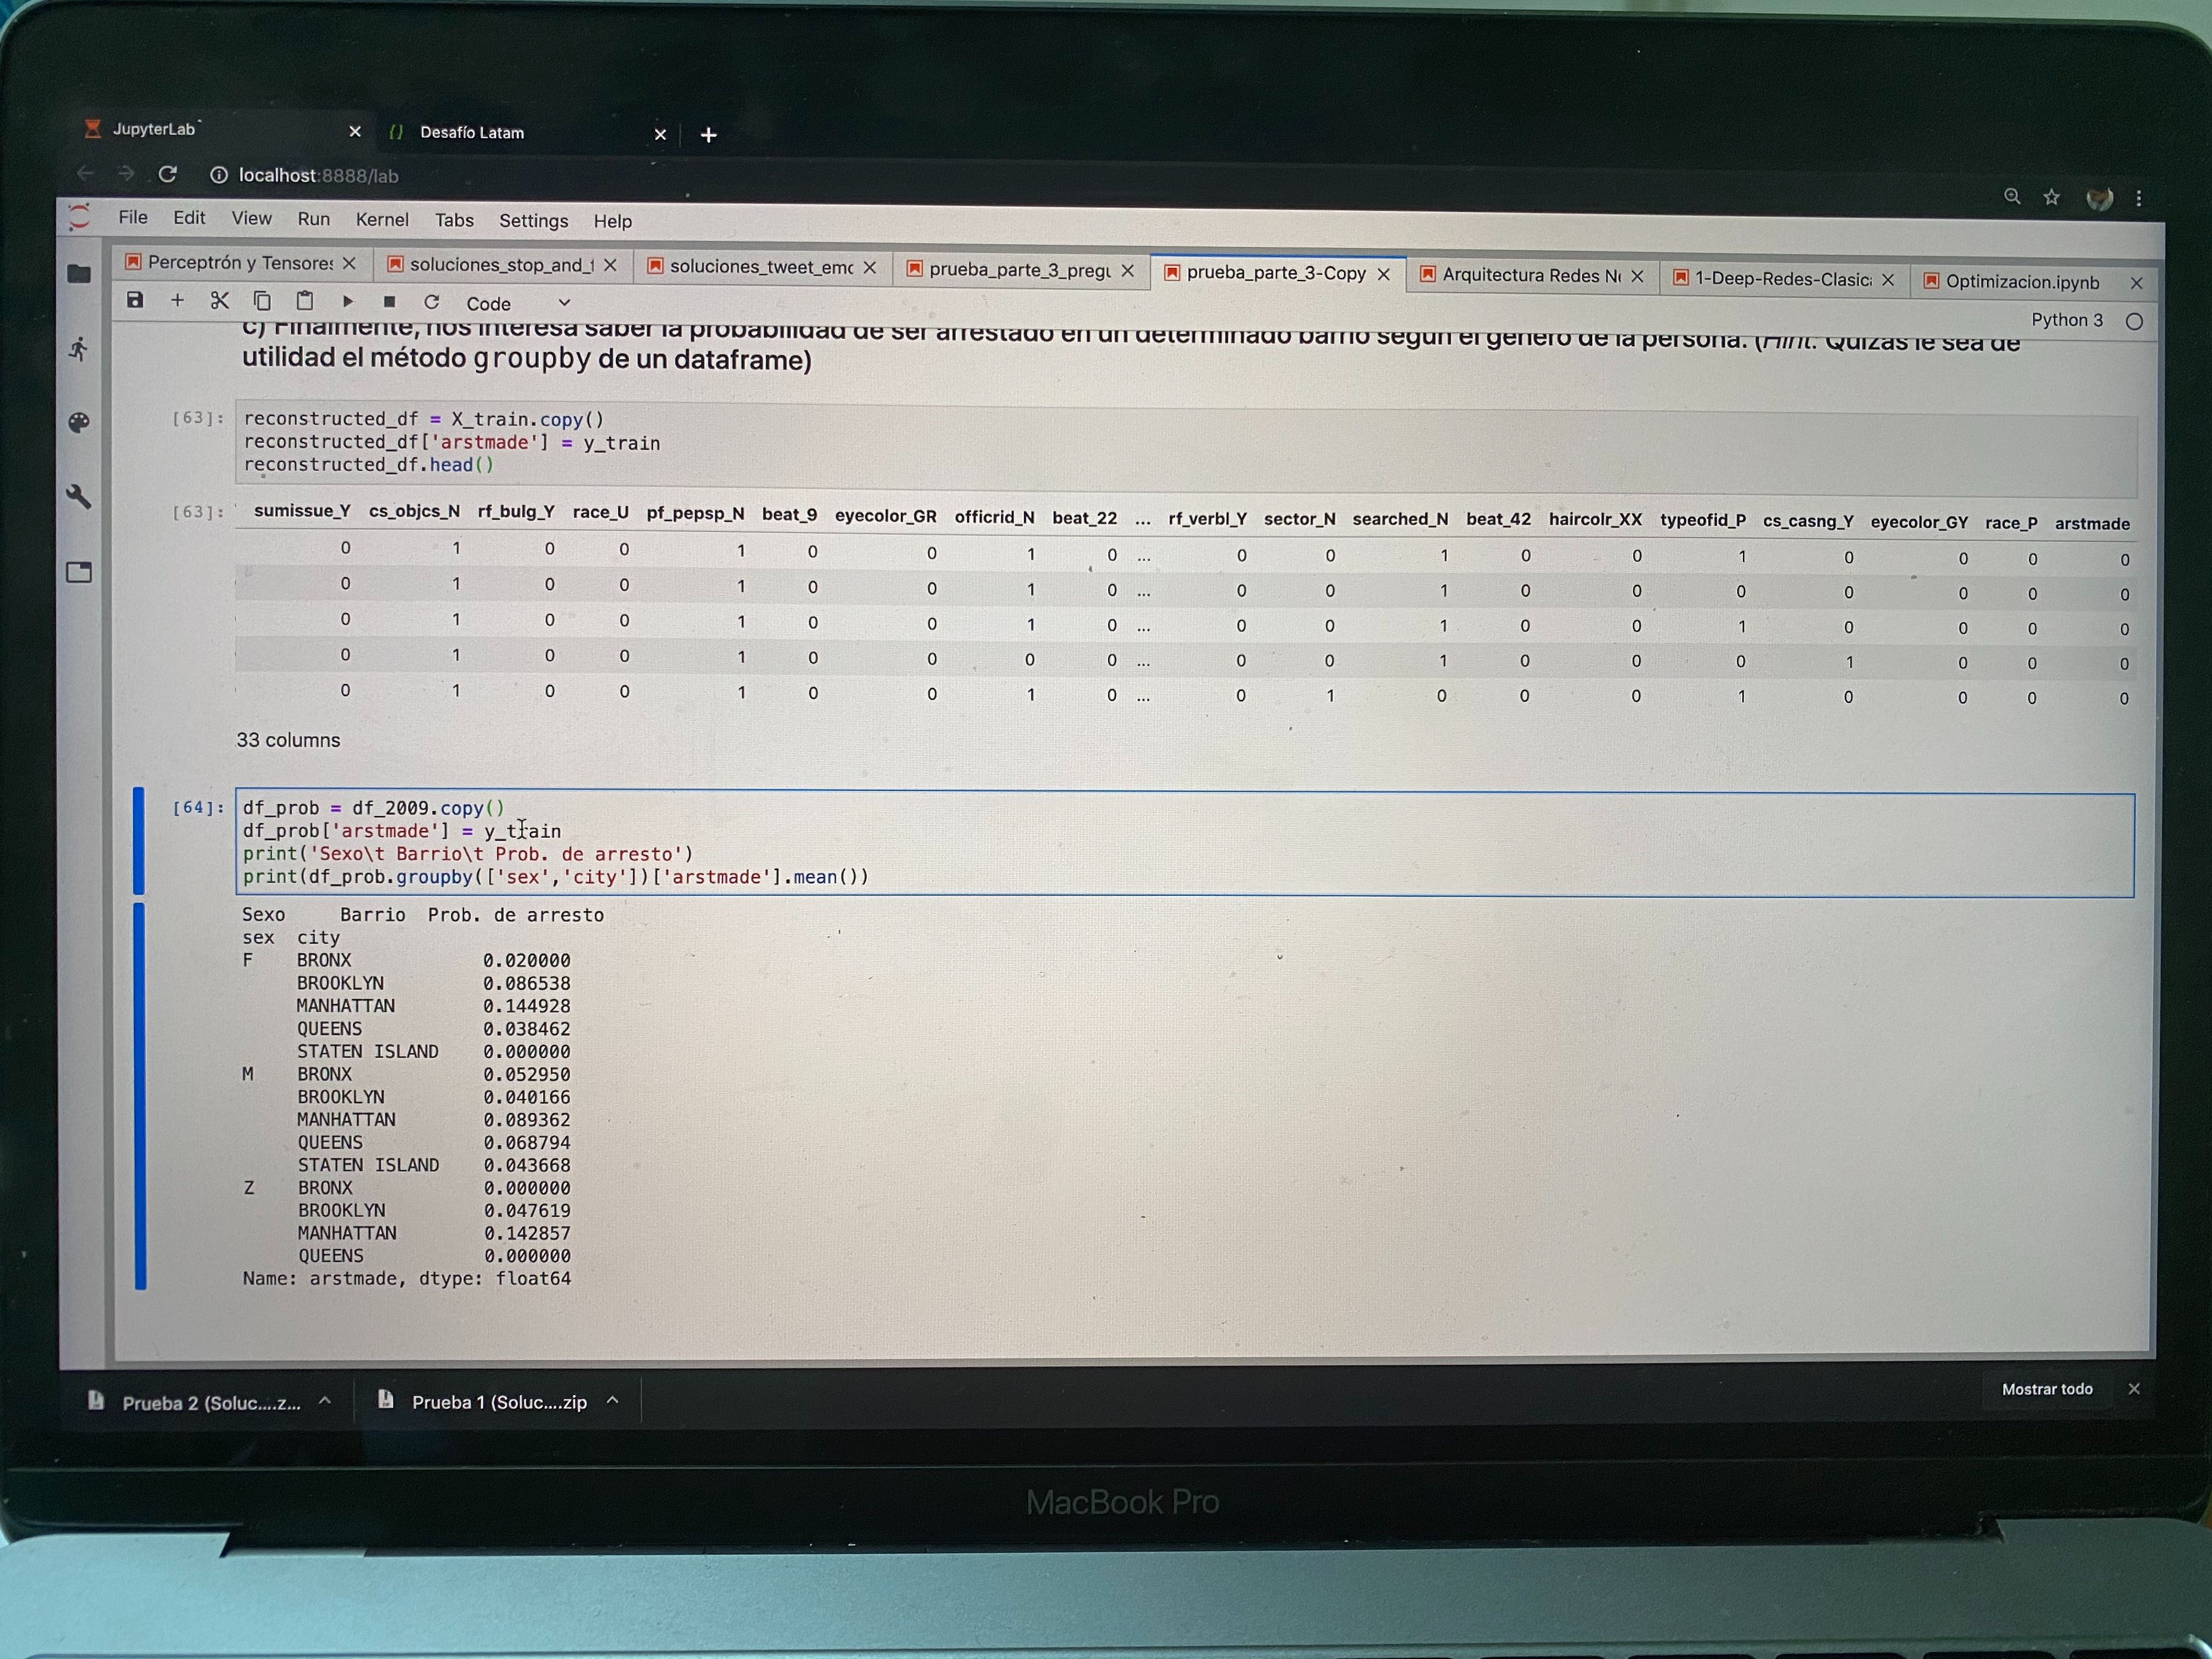 JupyterLab
Desafío Latam
localhost:8888/lab
File Edit View Run Kernel Tabs Settings Help
Perceptrón y Tensores soluciones_stop_and_f soluciones_tweet_emo prueba_parte_3_pregu prueba_parte_3-Copy Arquitectura Redes Ne 1-Deep-Redes-Clasica Optimizacion.ipynb
Code
Python 3
c) Finalmente, nos interesa saber la probabilidad de ser arrestado en un determinado barrio según el género de la persona. (Hint: Quizás le sea de
utilidad el método groupby de un dataframe)
[63]: reconstructed_df = X_train.copy()
reconstructed_df['arstmade'] = y_train
reconstructed_df.head()
[63]: sumissue_Y cs_objcs_N rf_bulg_Y race_U pf_pepsp_N beat_9 eyecolor_GR officrid_N beat_22 ... rf_verbl_Y sector_N searched_N beat_42 haircolr_XX typeofid_P cs_casng_Y eyecolor_GY race_P arstmade
0 1 0 0 1 0 0 1 0 ... 0 0 1 0 0 1 0 0 0 0
0 1 0 0 1 0 0 1 0 ... 0 0 1 0 0 0 0 0 0 0
0 1 0 0 1 0 0 1 0 ... 0 0 1 0 0 1 0 0 0 0
0 1 0 0 1 0 0 0 0 ... 0 0 1 0 0 0 1 0 0 0
0 1 0 0 1 0 0 1 0 ... 0 1 0 0 0 1 0 0 0 0
33 columns
[64]: df_prob = df_2009.copy()
df_prob['arstmade'] = y_train
print('Sexo\t Barrio\t Prob. de arresto')
print(df_prob.groupby(['sex','city'])['arstmade'].mean())
Sexo Barrio Prob. de arresto
sex city
F BRONX 0.020000
BROOKLYN 0.086538
MANHATTAN 0.144928
QUEENS 0.038462
STATEN ISLAND 0.000000
M BRONX 0.052950
BROOKLYN 0.040166
MANHATTAN 0.089362
QUEENS 0.068794
STATEN ISLAND 0.043668
Z BRONX 0.000000
BROOKLYN 0.047619
MANHATTAN 0.142857
QUEENS 0.000000
Name: arstmade, dtype: float64
Prueba 2 (Soluc....z... Prueba 1 (Soluc....zip Mostrar todo
MacBook Pro